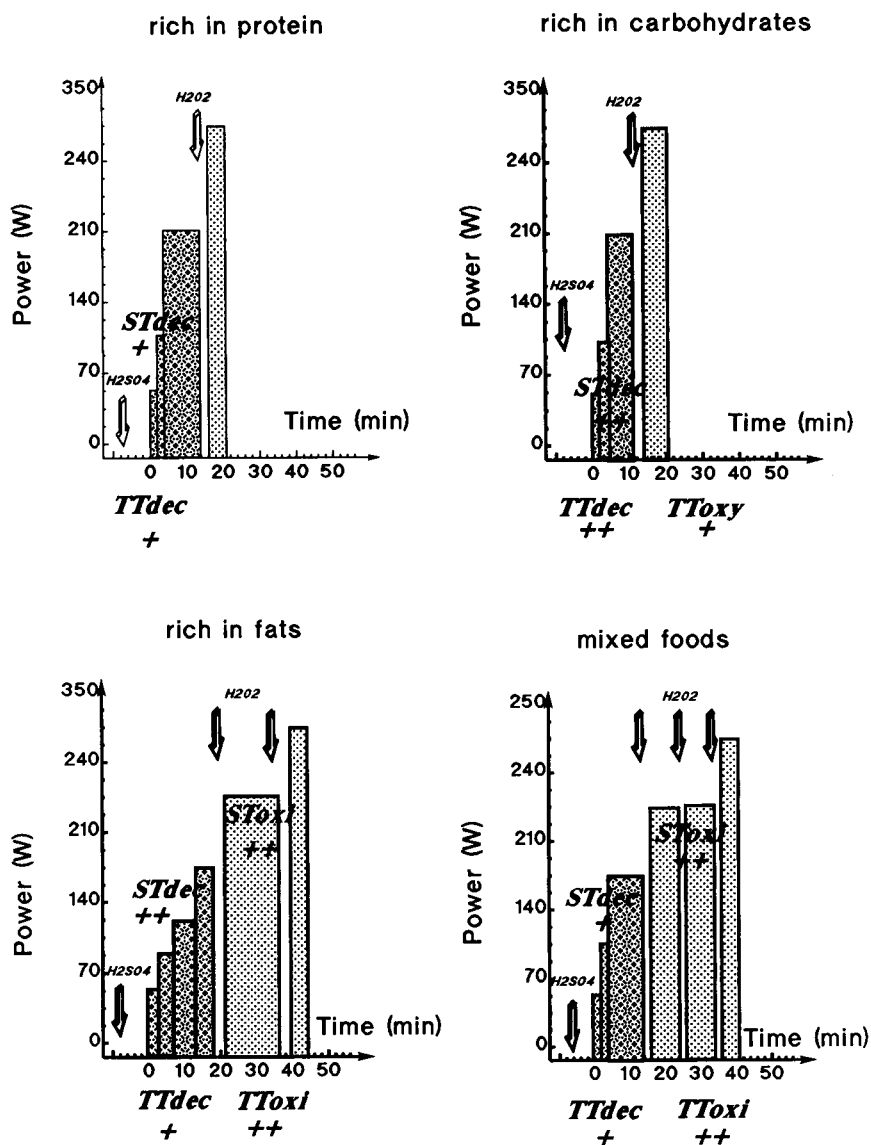 rich in protein
350
H2O2
240
210
140
STdec
+
70
H2SO4
0
Power (W)
Time (min)
0 10 20 30 40 50
TTdec
+
rich in carbohydrates
350
H2O2
240
210
H2SO4
140
70
STdec
++
0
Power (W)
Time (min)
0 10 20 30 40 50
TTdec
++
TToxy
+
rich in fats
350
H2O2
240
210
SToxi
++
140
STdec
++
70
H2SO4
0
Power (W)
Time (min)
0 10 20 30 40 50
TTdec
+
TToxi
++
mixed foods
250
H2O2
240
210
SToxi
++
140
STdec
+
70
H2SO4
0
Power (W)
Time (min)
0 10 20 30 40 50
TTdec
+
TToxi
++